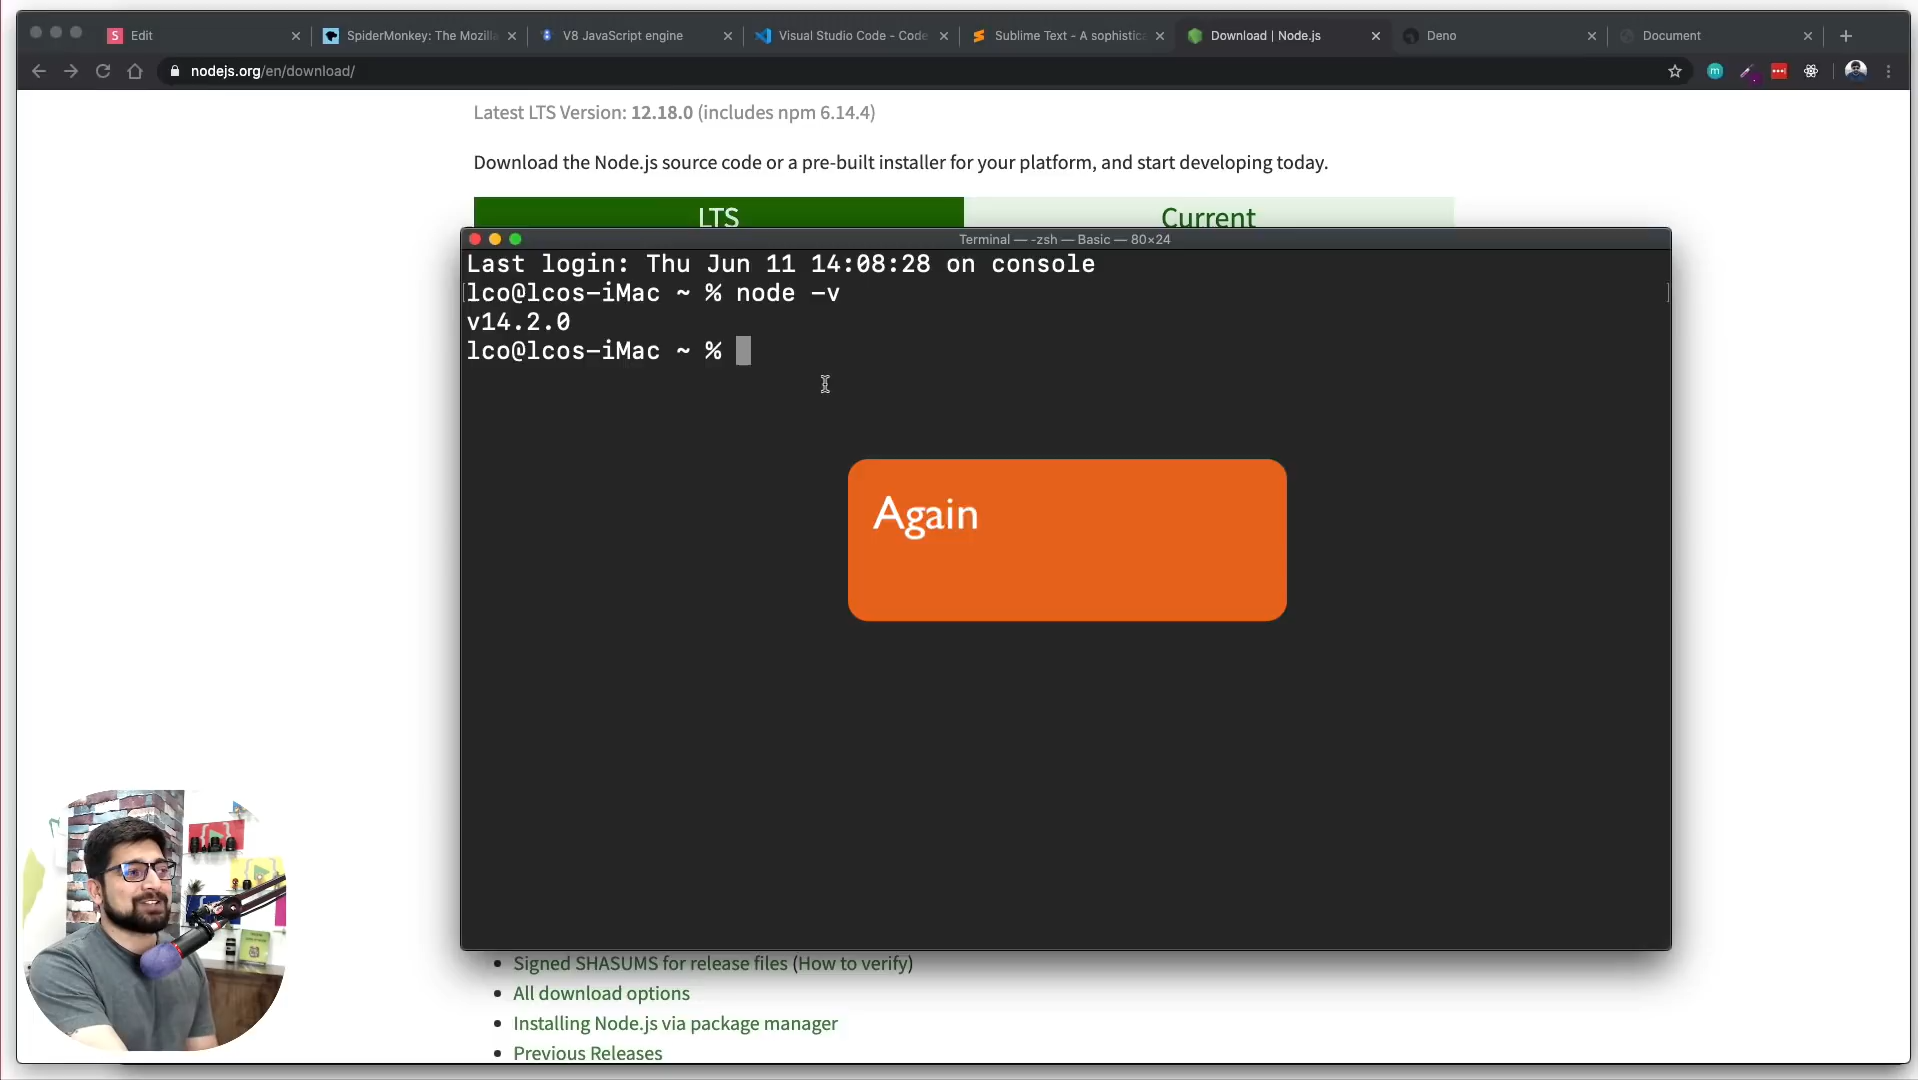 Edit
SpiderMonkey: The Mozilla
V8 JavaScript engine
Visual Studio Code - Code
Sublime Text - A sophistica
Download | Node.js
Deno
Document
nodejs.org/en/download/
Latest LTS Version: 12.18.0 (includes npm 6.14.4)
Download the Node.js source code or a pre-built installer for your platform, and start developing today.
LTS
Current
Terminal — -zsh — Basic — 80×24
Last login: Thu Jun 11 14:08:28 on console
lco@lcos-iMac ~ % node -v
v14.2.0
lco@lcos-iMac ~ %
Again
Signed SHASUMS for release files (How to verify)
All download options
Installing Node.js via package manager
Previous Releases